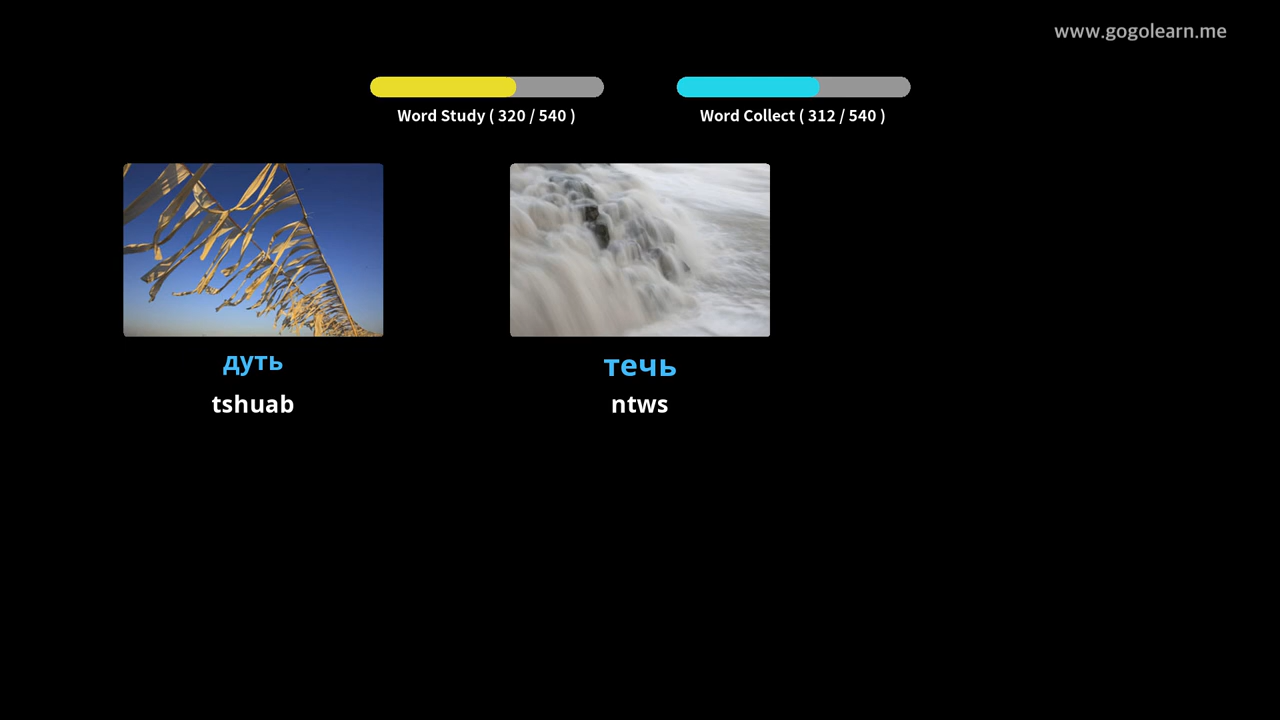 www.gogolearn.me
Word Study ( 320 / 540 )
Word Collect ( 312 / 540 )
дуть
течь
tshuab
ntws